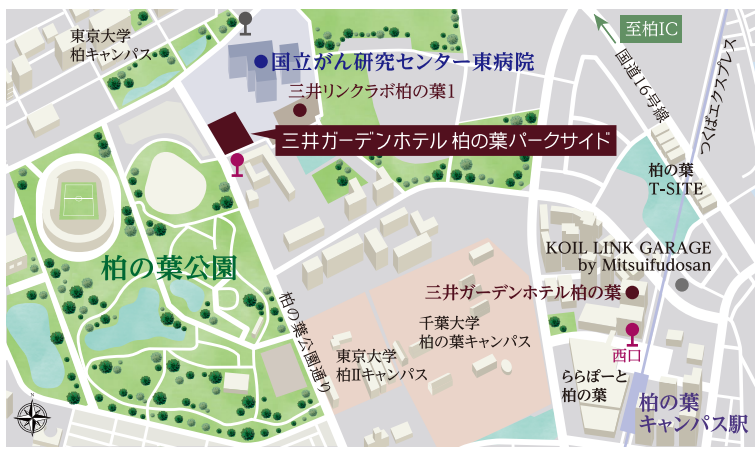 東京大学
柏キャンパス
国立がん研究センター東病院
三井リンクラボ柏の葉1
三井ガーデンホテル 柏の葉パークサイド
至柏IC
国道16号線
つくばエクスプレス
柏の葉
T-SITE
柏の葉公園
KOIL LINK GARAGE
by Mitsuifudosan
三井ガーデンホテル柏の葉
柏の葉公園通り
千葉大学
柏の葉キャンパス
東京大学
柏IIキャンパス
西口
ららぽーと
柏の葉
柏の葉
キャンパス駅
N